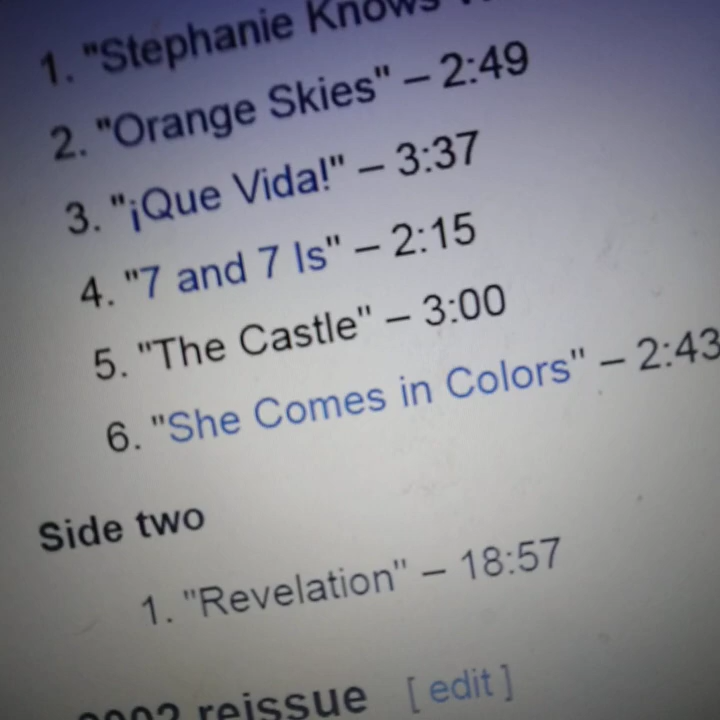 1. "Stephanie Knows
2. "Orange Skies" – 2:49
3. "¡Que Vida!" – 3:37
4. "7 and 7 Is" – 2:15
5. "The Castle" – 3:00
6. "She Comes in Colors" – 2:43
Side two
1. "Revelation" – 18:57
2002 reissue [ edit ]